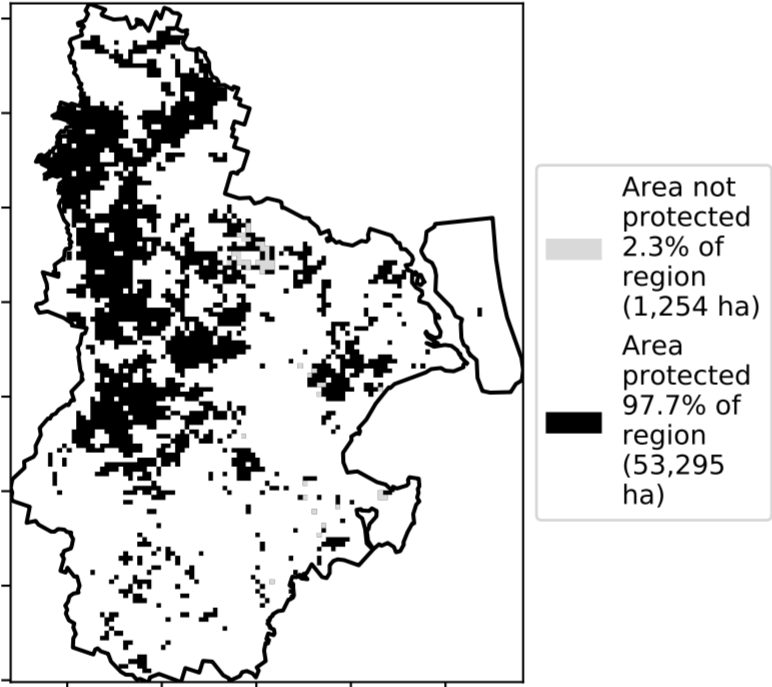 Area not
protected
2.3% of
region
(1,254 ha)
Area
protected
97.7% of
region
(53,295
ha)